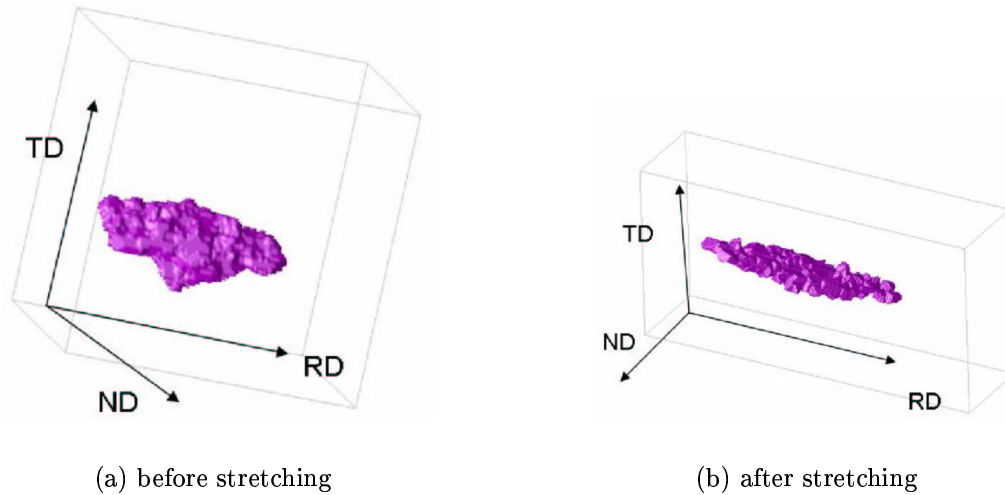 TD
RD
ND
TD
ND
RD
(a) before stretching
(b) after stretching